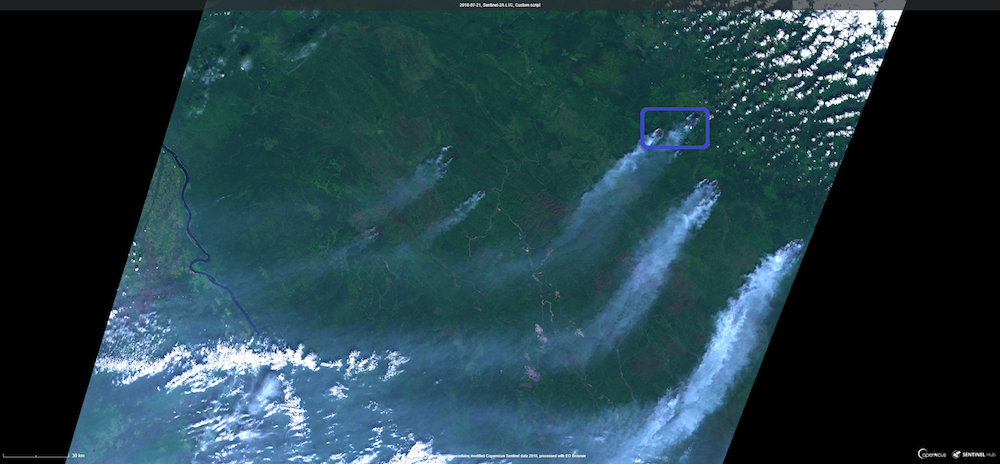 2018-07-21, Sentinel-2A L1C, Custom script
30 km
contains modified Copernicus Sentinel data 2018, processed with EO Browser
opernicus
SENTINEL Hub